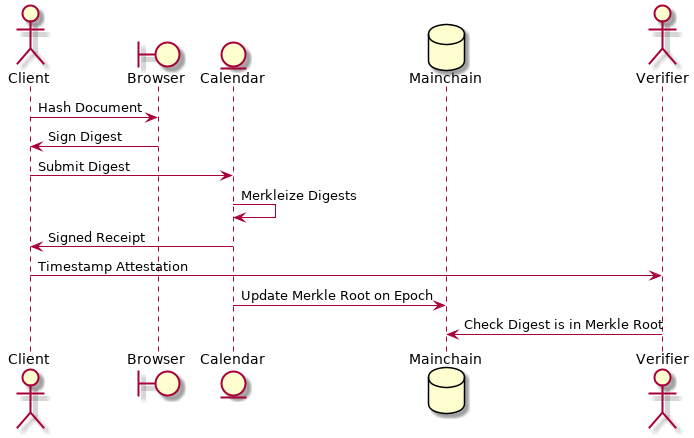 Client Browser Calendar Mainchain Verifier
Hash Document
Sign Digest
Submit Digest
Merkleize Digests
Signed Receipt
Timestamp Attestation
Update Merkle Root on Epoch
Check Digest is in Merkle Root
Client Browser Calendar Mainchain Verifier